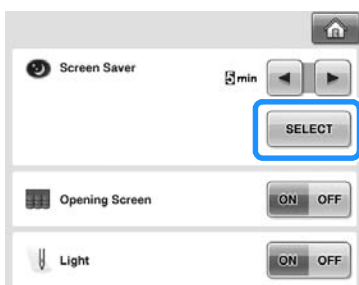 Screen Saver
5min
SELECT
Opening Screen
ON OFF
Light
ON OFF